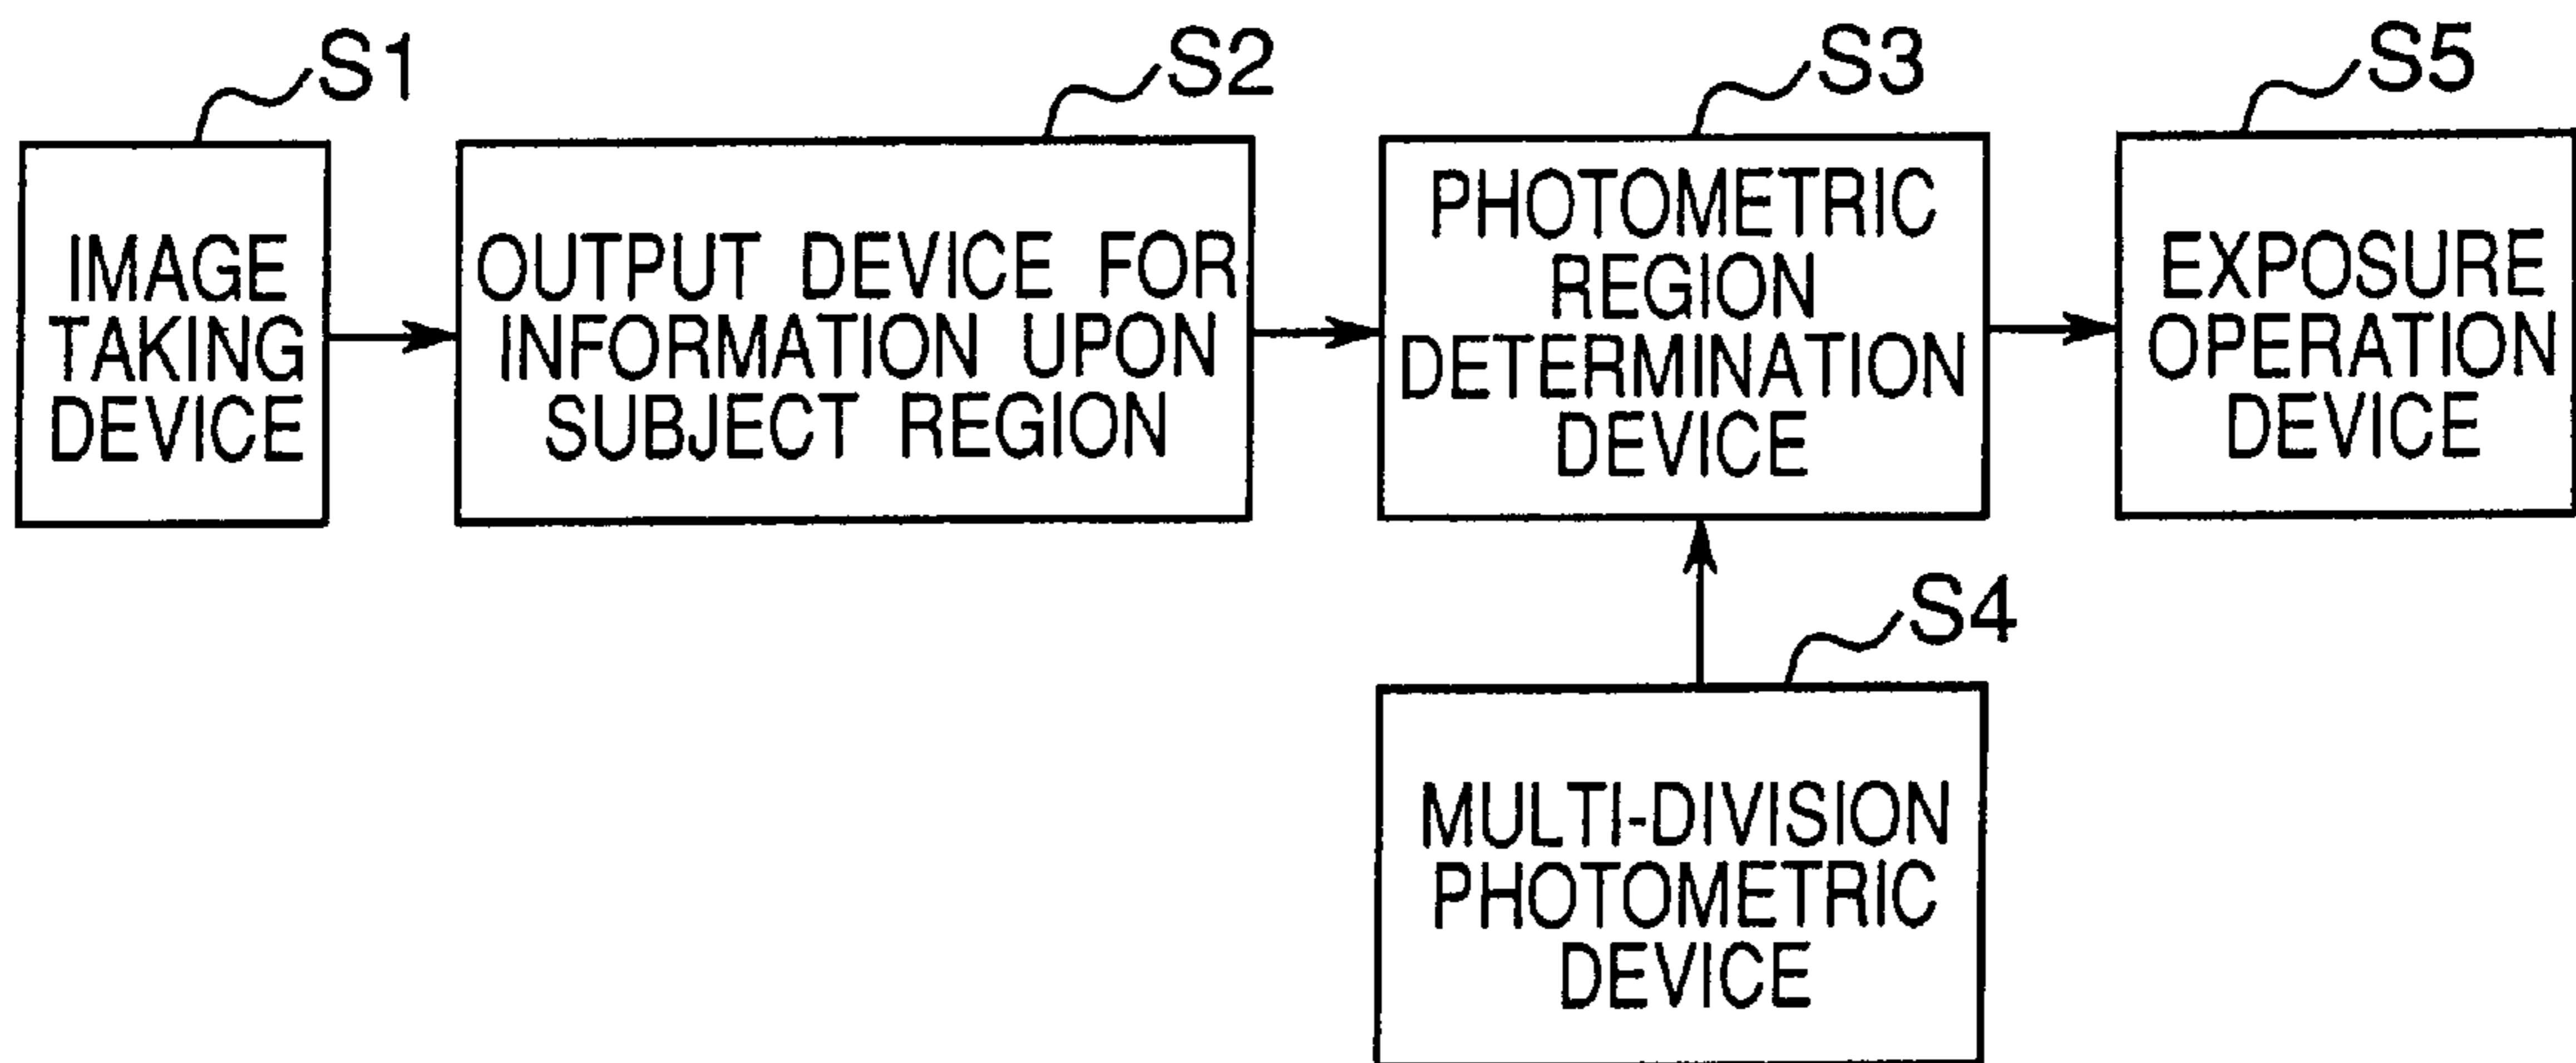 S1
S2
S3
S5
IMAGE
TAKING
DEVICE
OUTPUT DEVICE FOR
INFORMATION UPON
SUBJECT REGION
PHOTOMETRIC
REGION
DETERMINATION
DEVICE
EXPOSURE
OPERATION
DEVICE
S4
MULTI-DIVISION
PHOTOMETRIC
DEVICE